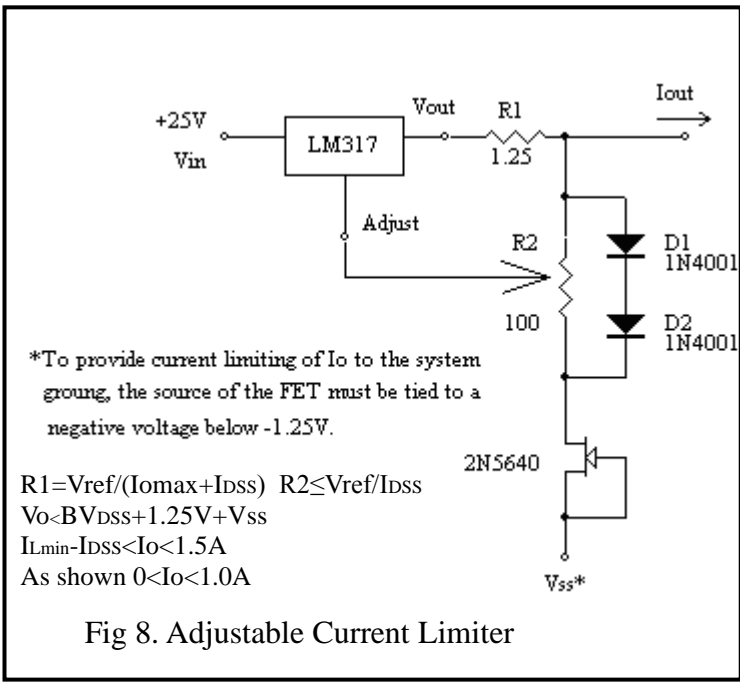 +25V
Vin
LM317
Vout
R1
1.25
Iout
Adjust
R2
100
D1
1N4001
D2
1N4001
*To provide current limiting of Io to the system
groung, the source of the FET must be tied to a
negative voltage below -1.25V.
2N5640
R1=Vref/(Iomax+IDSS) R2≤Vref/IDSS
Vo<BVDSS+1.25V+Vss
ILmin-IDSS<Io<1.5A
As shown 0<Io<1.0A
Vss*
Fig 8. Adjustable Current Limiter